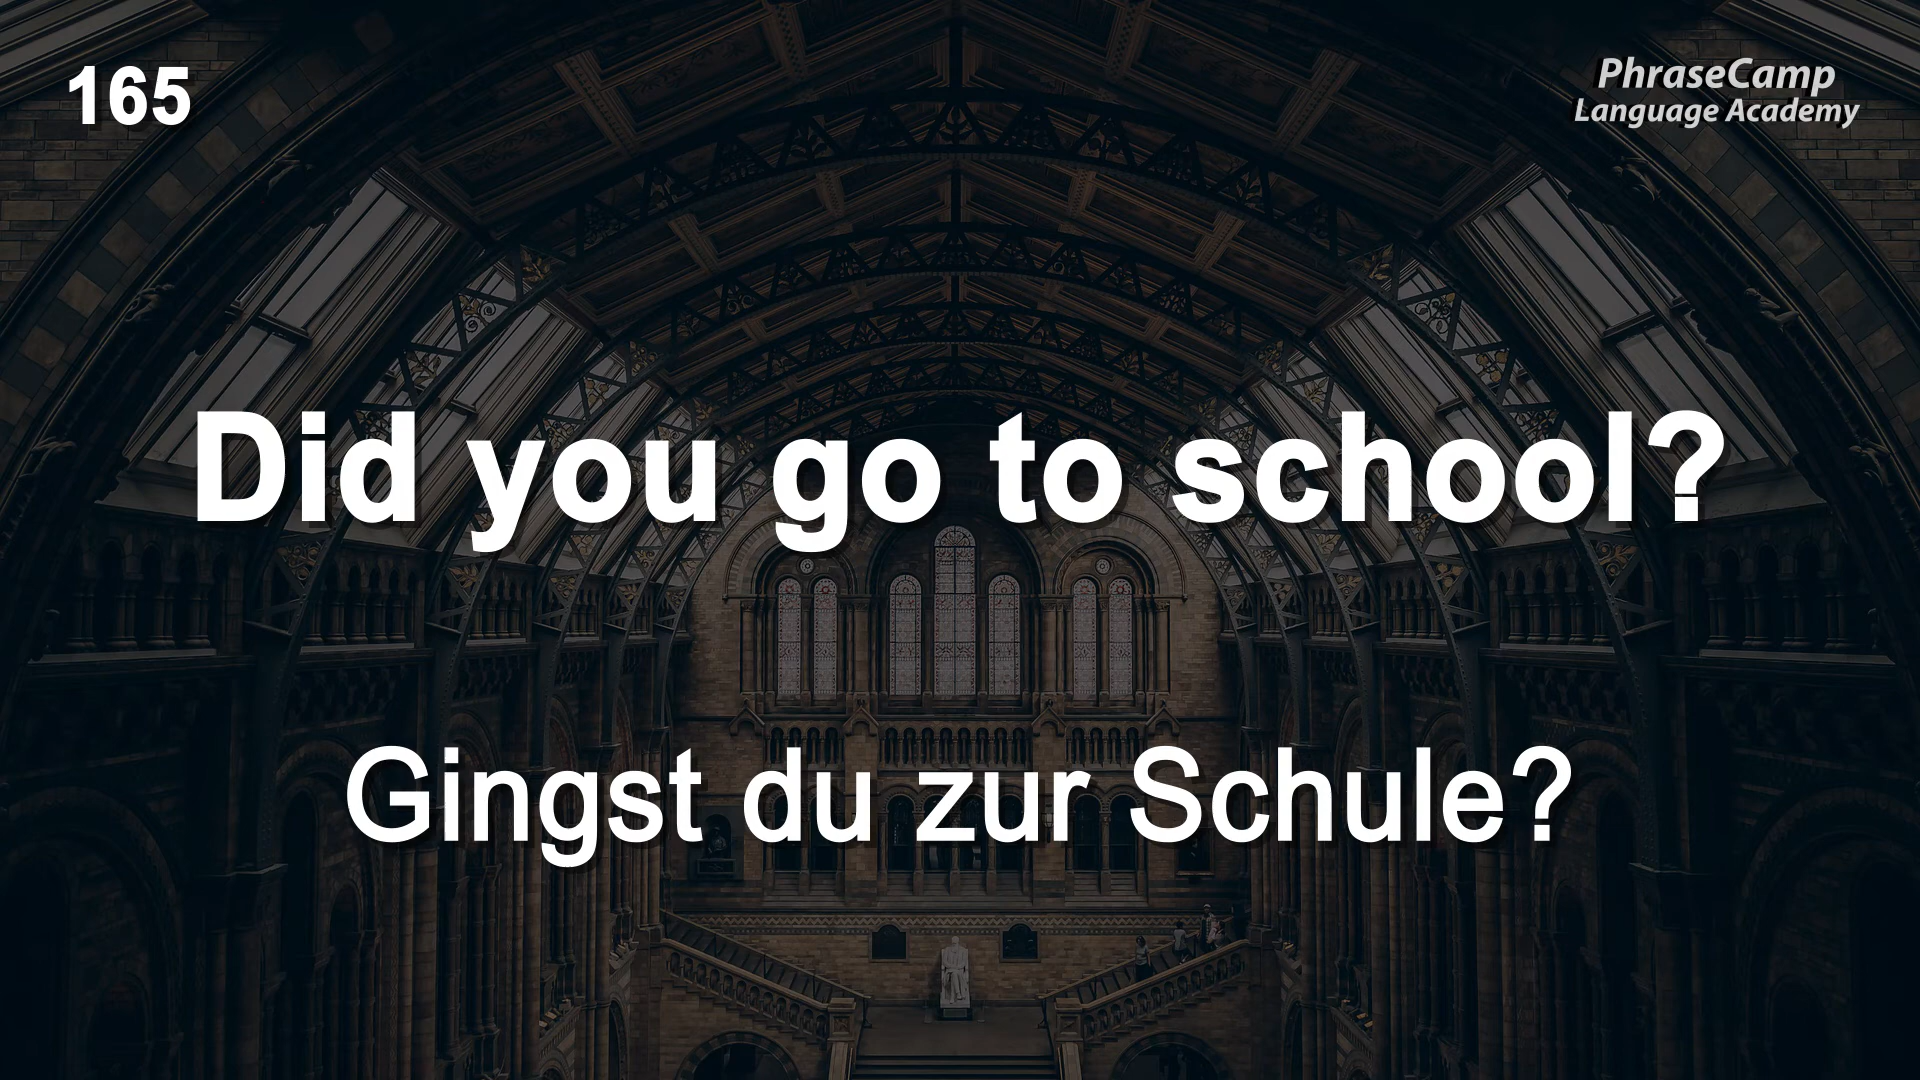 165
PhraseCamp
Language Academy
Did you go to school?
Gingst du zur Schule?